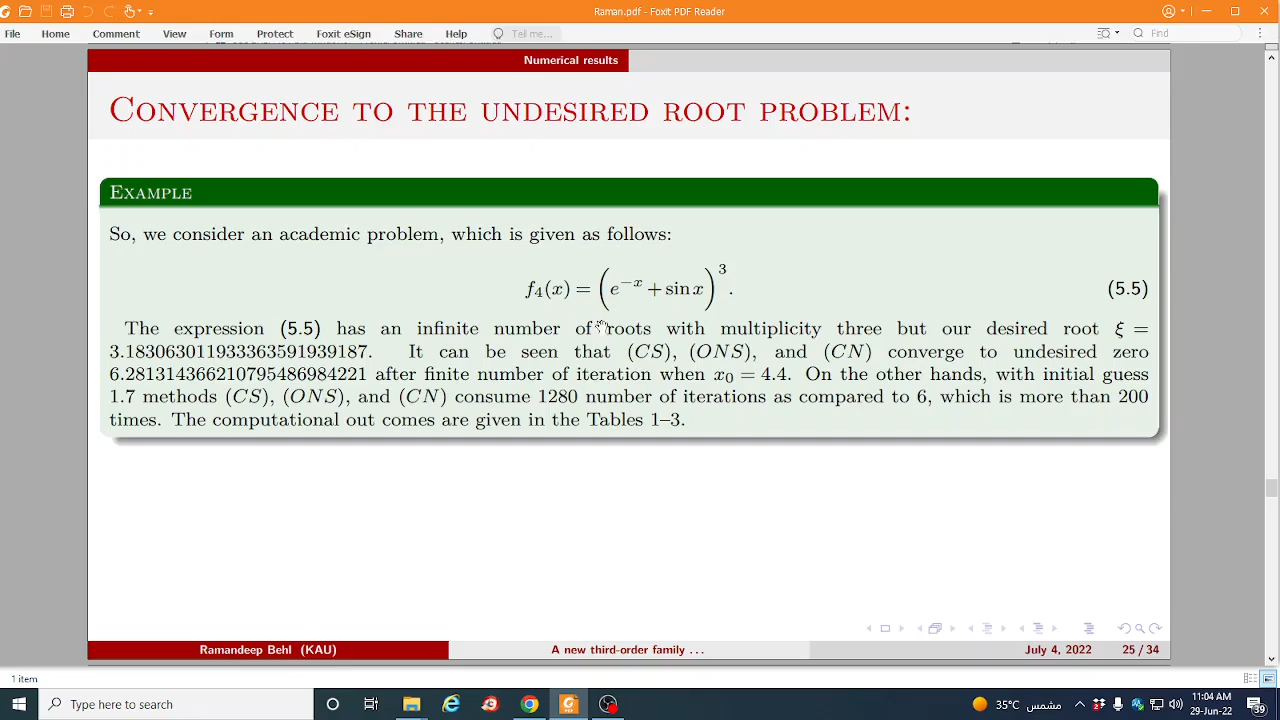 Raman.pdf - Foxit PDF Reader
File Home Comment View Form Protect Foxit eSign Share Help Tell me... Find
Numerical results
Convergence to the undesired root problem:
Example
So, we consider an academic problem, which is given as follows:
f₄(x) = (e⁻ˣ + sin x)³. (5.5)
The expression (5.5) has an infinite number of roots with multiplicity three but our desired root ξ =
3.1830630119333635919391​87. It can be seen that (CS), (ONS), and (CN) converge to undesired zero
6.2813143662107954869842​21 after finite number of iteration when x₀ = 4.4. On the other hands, with initial guess
1.7 methods (CS), (ONS), and (CN) consume 1280 number of iterations as compared to 6, which is more than 200
times. The computational out comes are given in the Tables 1–3.
Ramandeep Behl (KAU) A new third-order family ... July 4, 2022 25 / 34
1 item
Type here to search 35°C مشمس 11:04 AM
29-Jun-22